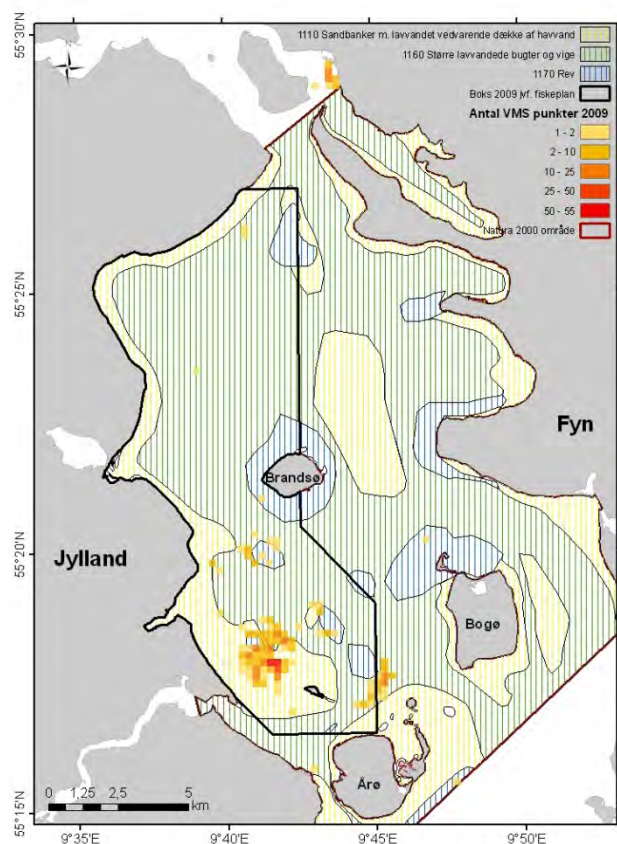 55°30'N
55°25'N
55°20'N
55°15'N
1110 Sandbanker m. lavvandet vedvarende dække af havvand
1160 Større lavvandede bugter og vige
1170 Rev
Boks 2009 jvf. fiskeplan
Antal VMS punkter 2009
1 - 2
2 - 10
10 - 25
25 - 50
50 - 55
Natura 2000 område
Fyn
Brandsø
Jylland
Bogø
Årø
0 1,25 2,5 5
km
9°35'E 9°40'E 9°45'E 9°50'E